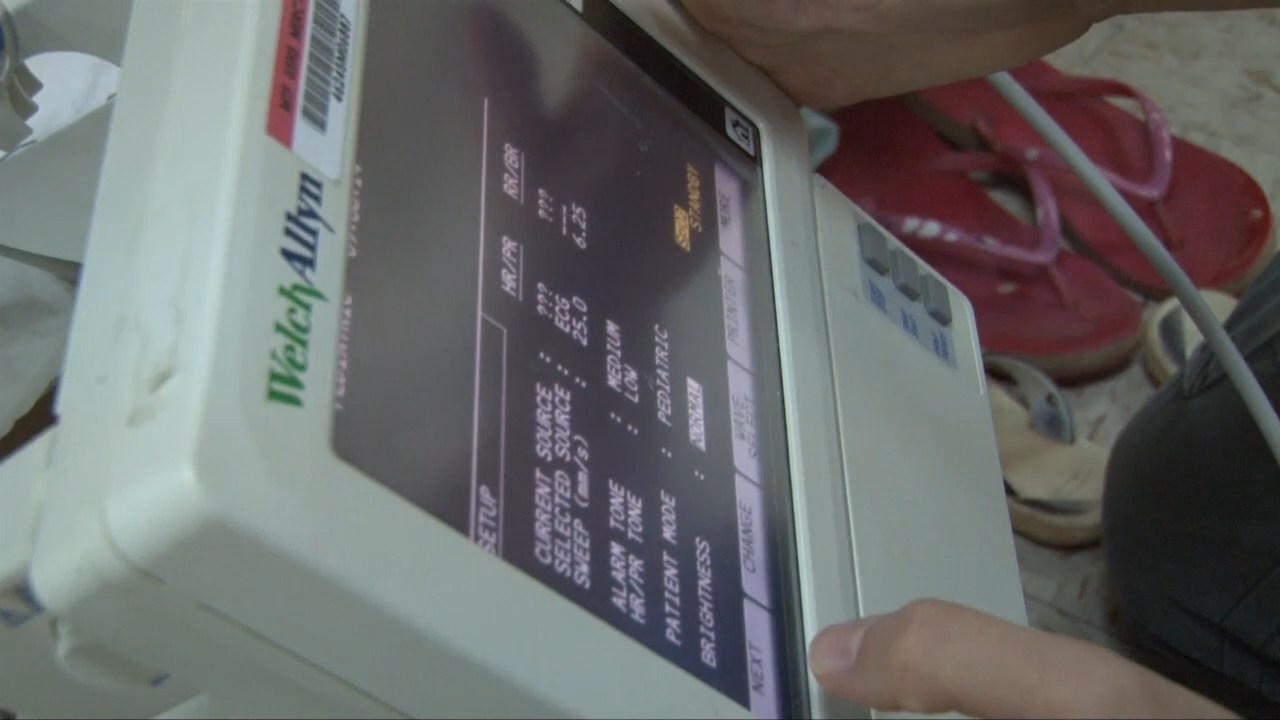 WelchAllyn
SETUP
HR/PR RR/BR
CURRENT SOURCE : ??? ???
SELECTED SOURCE : ECG ---
SWEEP (mm/s) : 25.0 6.25
ALARM TONE : MEDIUM
HR/PR TONE : LOW
PATIENT MODE : PEDIATRIC
BRIGHTNESS : NORMAL
STANDBY
NEXT CHANGE WAVE PRINTER MORE